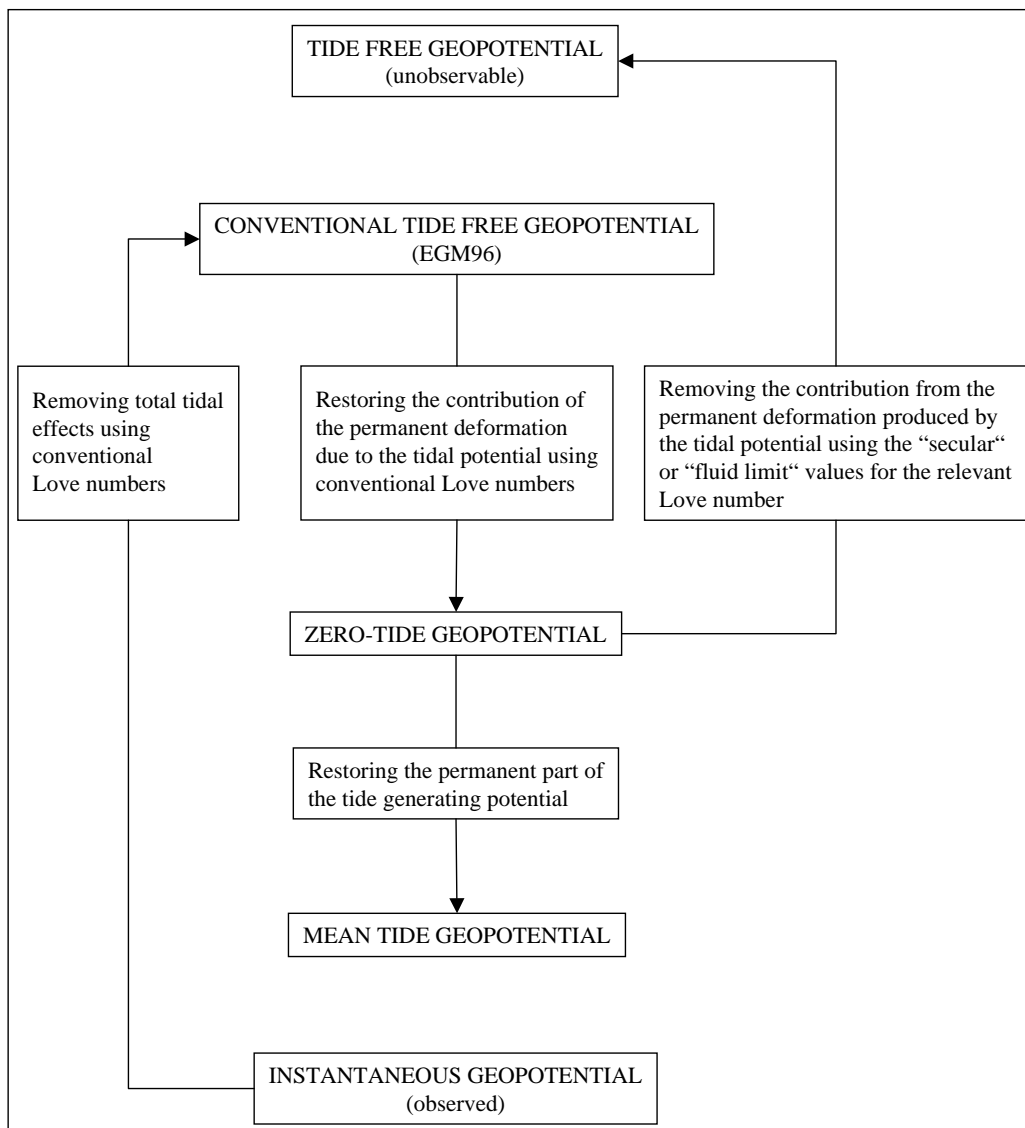 TIDE FREE GEOPOTENTIAL
(unobservable)
CONVENTIONAL TIDE FREE GEOPOTENTIAL
(EGM96)
Removing total tidal
effects using
conventional
Love numbers
Restoring the contribution of
the permanent deformation
due to the tidal potential using
conventional Love numbers
Removing the contribution from the
permanent deformation produced by
the tidal potential using the “secular“
or “fluid limit“ values for the relevant
Love number
ZERO-TIDE GEOPOTENTIAL
Restoring the permanent part of
the tide generating potential
MEAN TIDE GEOPOTENTIAL
INSTANTANEOUS GEOPOTENTIAL
(observed)